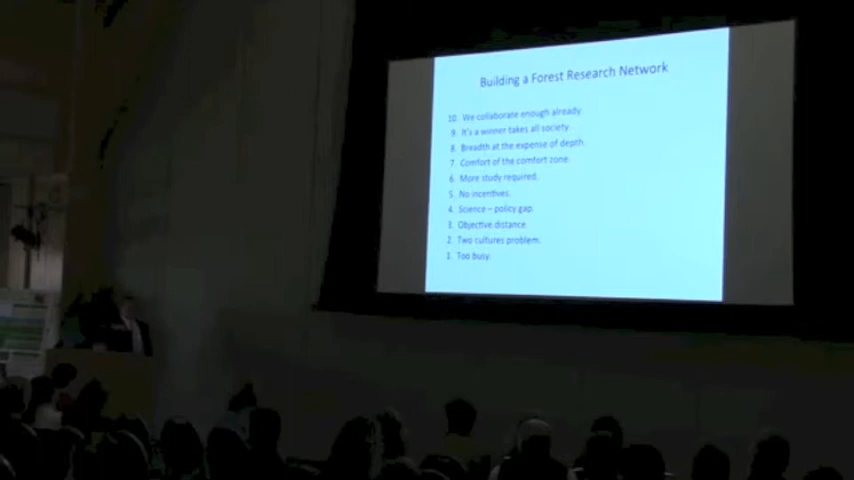 Building a Forest Research Network
10. We collaborate enough already.
9. It's a winner takes all society.
8. Breadth at the expense of depth.
7. Comfort of the comfort zone.
6. More study required.
5. No incentives.
4. Science – policy gap.
3. Objective distance.
2. Two cultures problem.
1. Too busy.